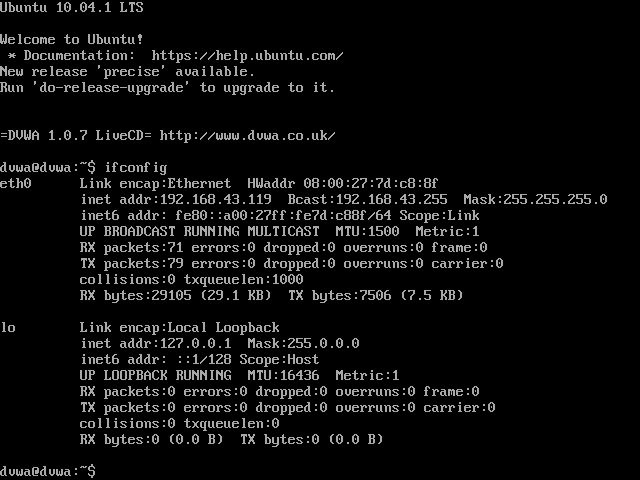 Ubuntu 10.04.1 LTS
Welcome to Ubuntu!
 * Documentation:  https://help.ubuntu.com/
New release 'precise' available.
Run 'do-release-upgrade' to upgrade to it.
=DVWA 1.0.7 LiveCD= http://www.dvwa.co.uk/
dvwa@dvwa:~$ ifconfig
eth0      Link encap:Ethernet  HWaddr 08:00:27:7d:c8:8f
          inet addr:192.168.43.119  Bcast:192.168.43.255  Mask:255.255.255.0
          inet6 addr: fe80::a00:27ff:fe7d:c88f/64 Scope:Link
          UP BROADCAST RUNNING MULTICAST  MTU:1500  Metric:1
          RX packets:71 errors:0 dropped:0 overruns:0 frame:0
          TX packets:79 errors:0 dropped:0 overruns:0 carrier:0
          collisions:0 txqueuelen:1000
          RX bytes:29105 (29.1 KB)  TX bytes:7506 (7.5 KB)
lo        Link encap:Local Loopback
          inet addr:127.0.0.1  Mask:255.0.0.0
          inet6 addr: ::1/128 Scope:Host
          UP LOOPBACK RUNNING  MTU:16436  Metric:1
          RX packets:0 errors:0 dropped:0 overruns:0 frame:0
          TX packets:0 errors:0 dropped:0 overruns:0 carrier:0
          collisions:0 txqueuelen:0
          RX bytes:0 (0.0 B)  TX bytes:0 (0.0 B)
dvwa@dvwa:~$